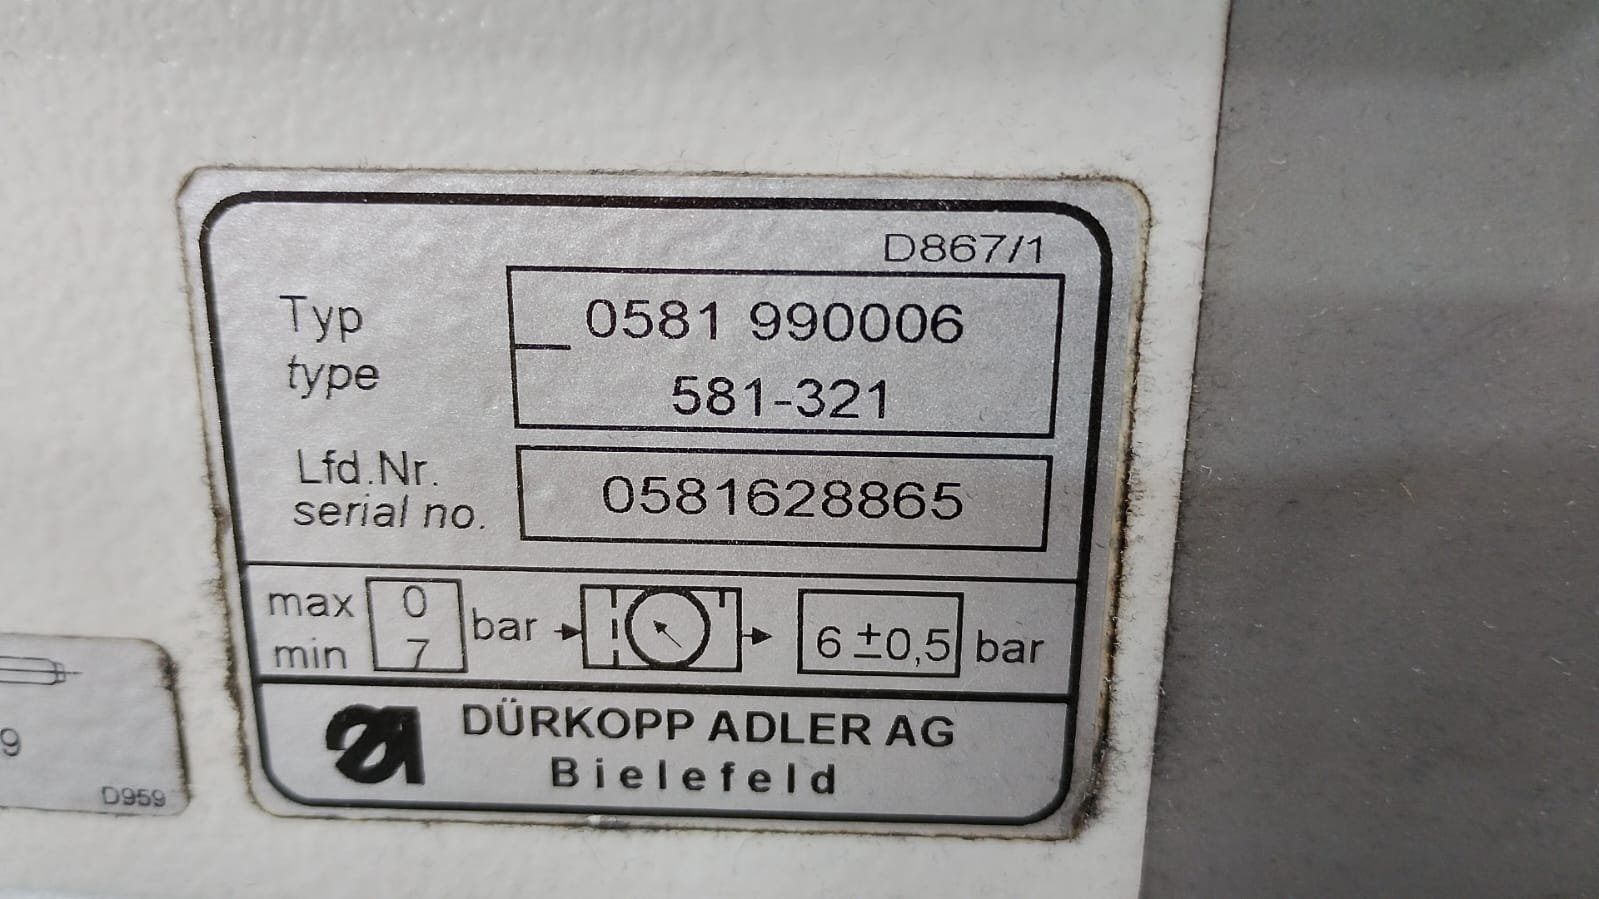 D867/1
Typ
type
0581 990006
581-321
Lfd.Nr.
serial no.
0581628865
max 0 bar
min 7
6 ±0,5 bar
DÜRKOPP ADLER AG
Bielefeld
9
D959